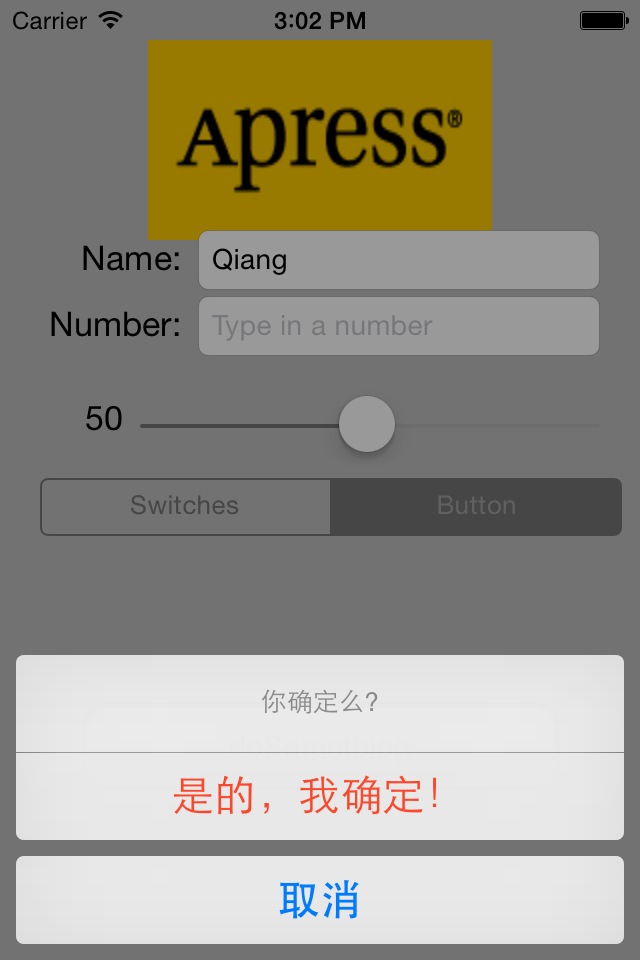 Carrier 3:02 PM
Apress®
Name: Qiang
Number: Type in a number
50
Switches Button
你确定么?
是的，我确定!
取消